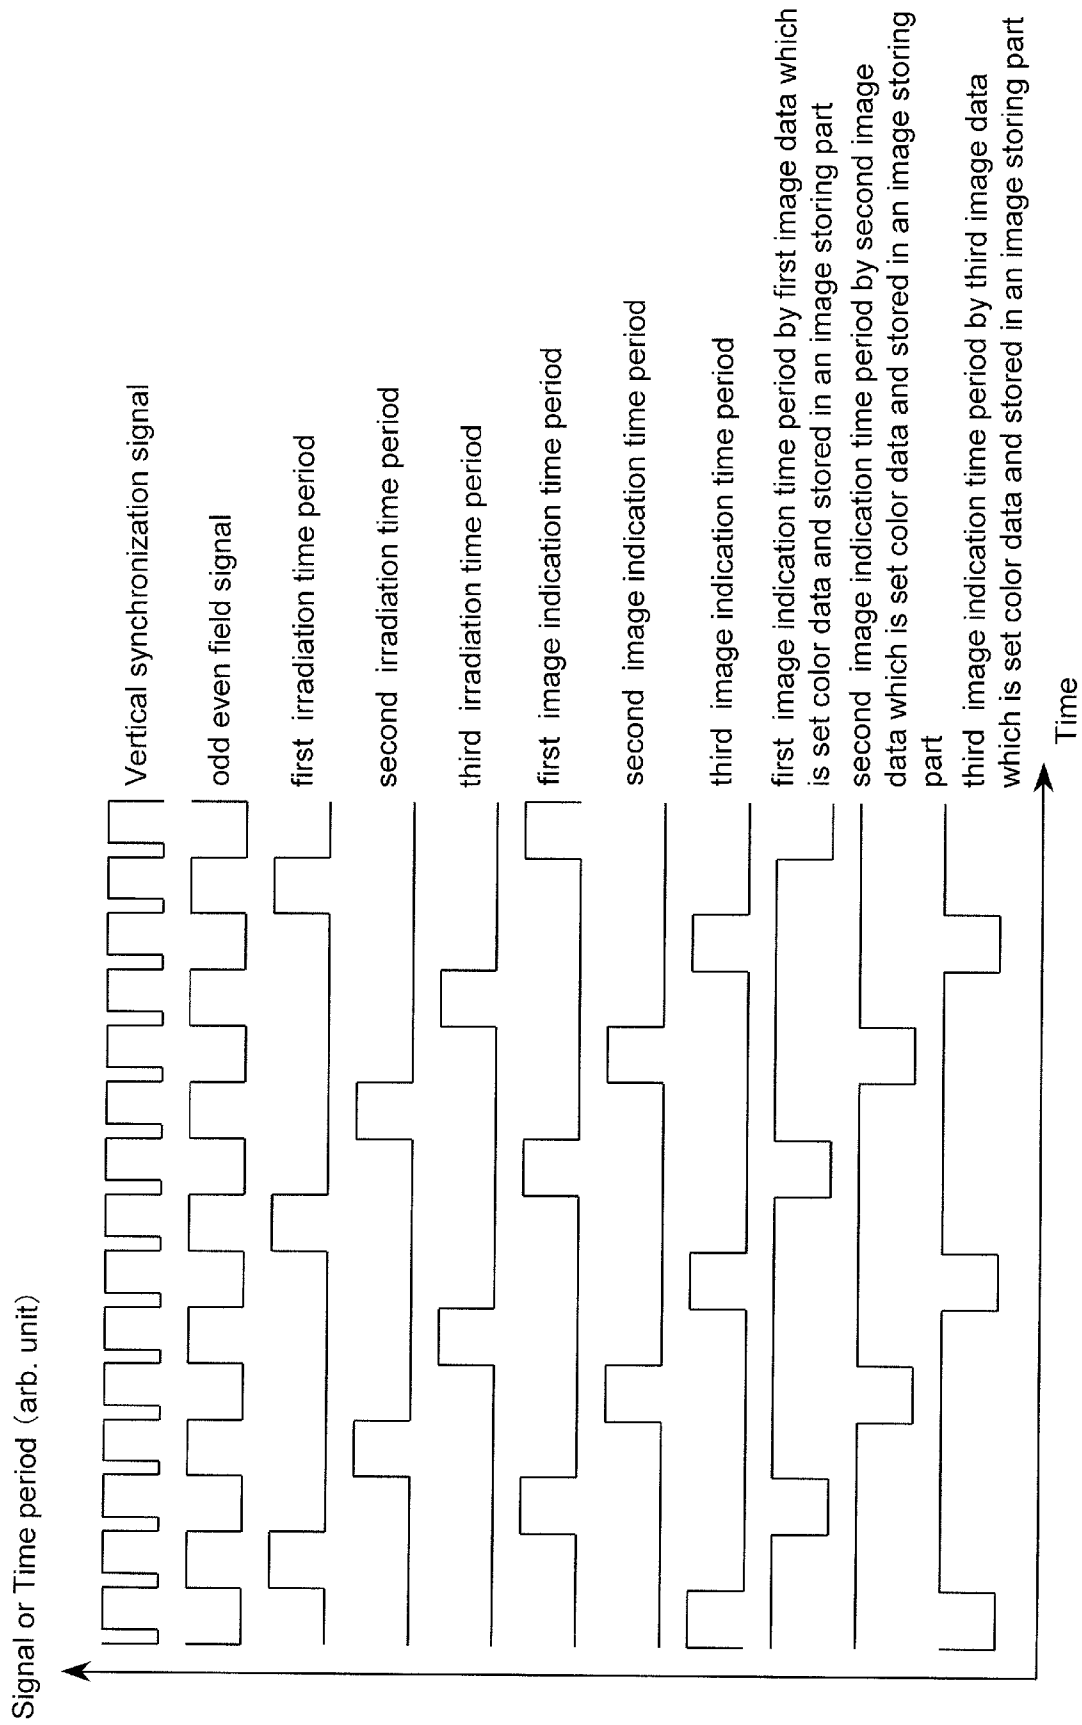 Signal or Time period (arb. unit)
Vertical synchronization signal
odd even field signal
first irradiation time period
second irradiation time period
third irradiation time period
first image indication time period
second image indication time period
third image indication time period
first image indication time period by first image data which
is set color data and stored in an image storing part
second image indication time period by second image
data which is set color data and stored in an image storing
part
third image indication time period by third image data
which is set color data and stored in an image storing part
Time